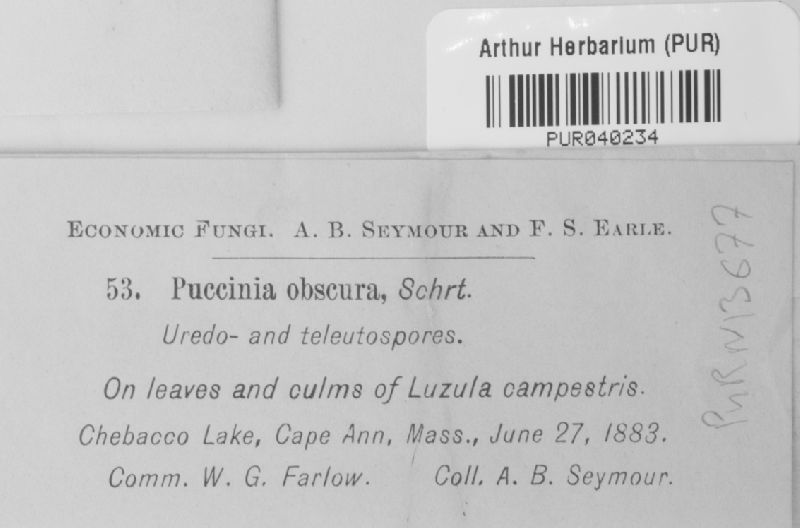 Arthur Herbarium (PUR)
PUR040234
ECONOMIC FUNGI. A. B. SEYMOUR AND F. S. EARLE.
53. Puccinia obscura, Schrt.
Uredo- and teleutospores.
On leaves and culms of Luzula campestris.
Chebacco Lake, Cape Ann, Mass., June 27, 1883.
Comm. W. G. Farlow. Coll. A. B. Seymour.
PURN13677